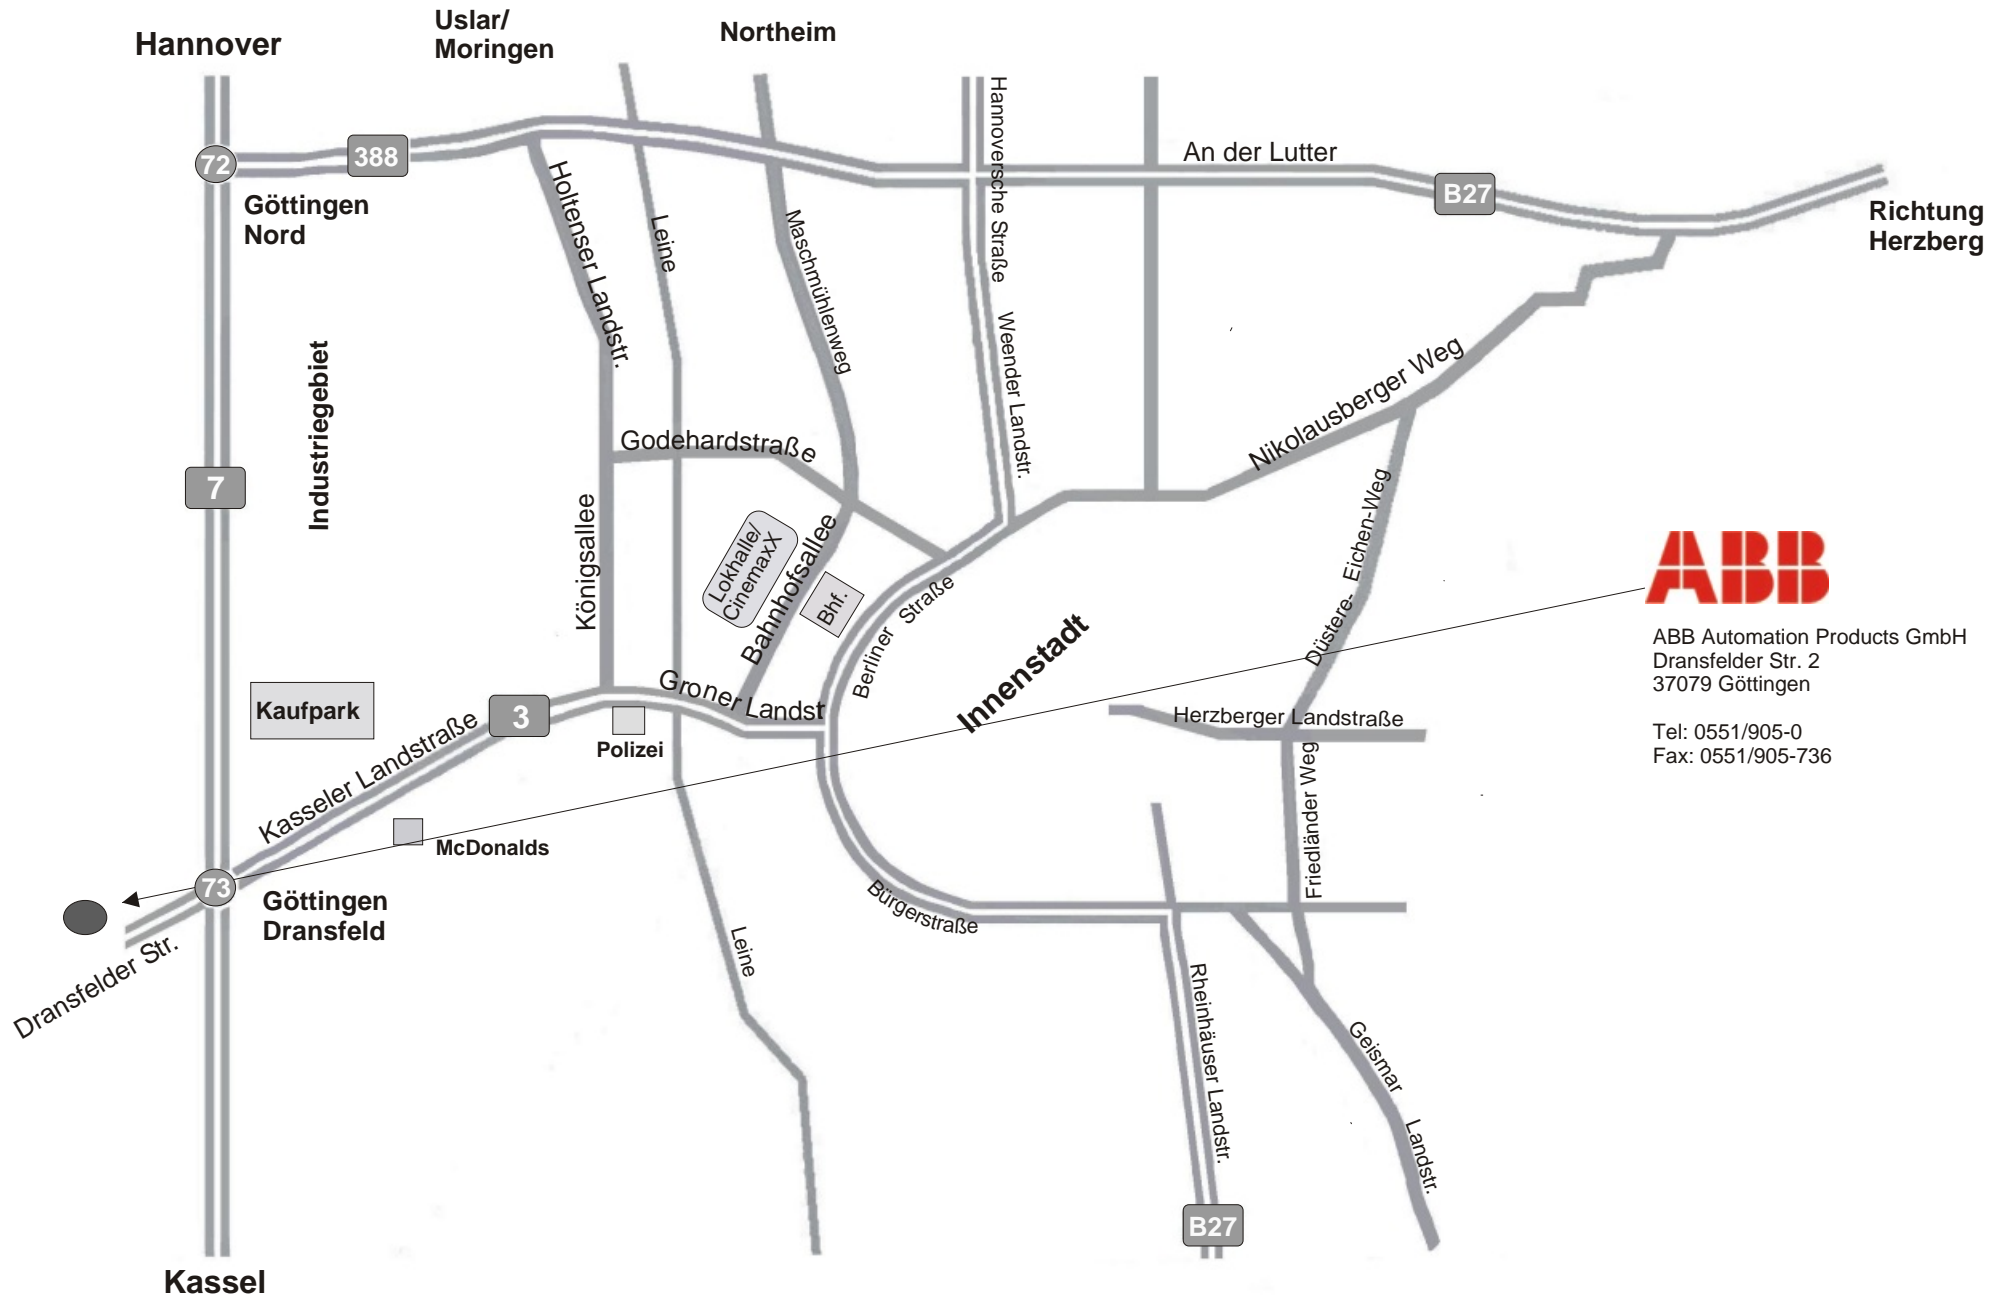 Hannover
Uslar/
Moringen
Northeim
72
388
Göttingen
Nord
Holtenser Landstr.
Leine
Maschmühlenweg
Hannoversche Straße
An der Lutter
B27
Richtung
Herzberg
Industriegebiet
7
Weender Landstr.
Godehardstraße
Nikolausberger Weg
Königsallee
Lokhalle/
CinemaxX
Bahnhofsallee
Bhf.
Berliner Straße
Innenstadt
Düstere- Eichen-Weg
ABB
ABB Automation Products GmbH
Dransfelder Str. 2
37079 Göttingen
Tel: 0551/905-0
Fax: 0551/905-736
Kaufpark
Kasseler Landstraße
3
Groner Landst
Polizei
Herzberger Landstraße
Friedländer Weg
McDonalds
73
Göttingen
Dransfeld
Dransfelder Str.
Bürgerstraße
Leine
Rheinhäuser Landstr.
Geismar Landstr.
B27
Kassel